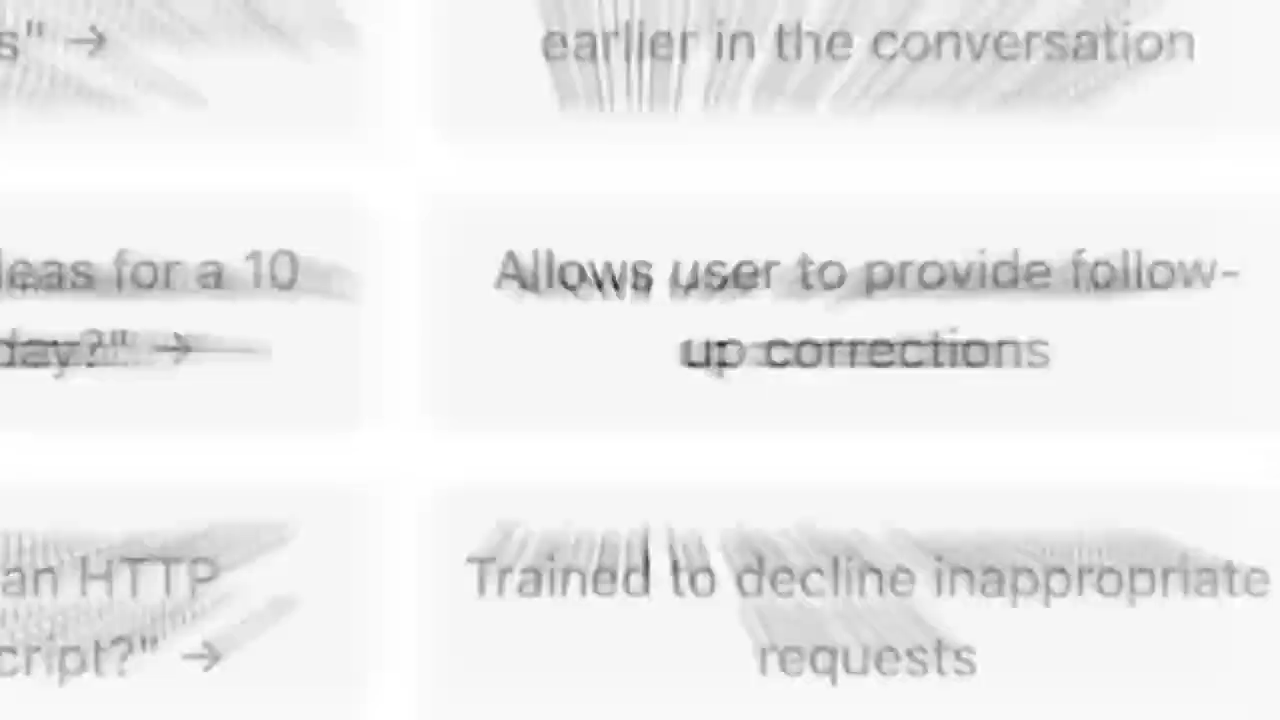 s" →
earlier in the conversation
deas for a 10
day?" →
Allows user to provide follow-
up corrections
an HTTP
cript?" →
Trained to decline inappropriate
requests